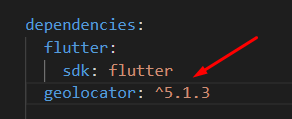 dependencies:
  flutter:
    sdk: flutter
  geolocator: ^5.1.3